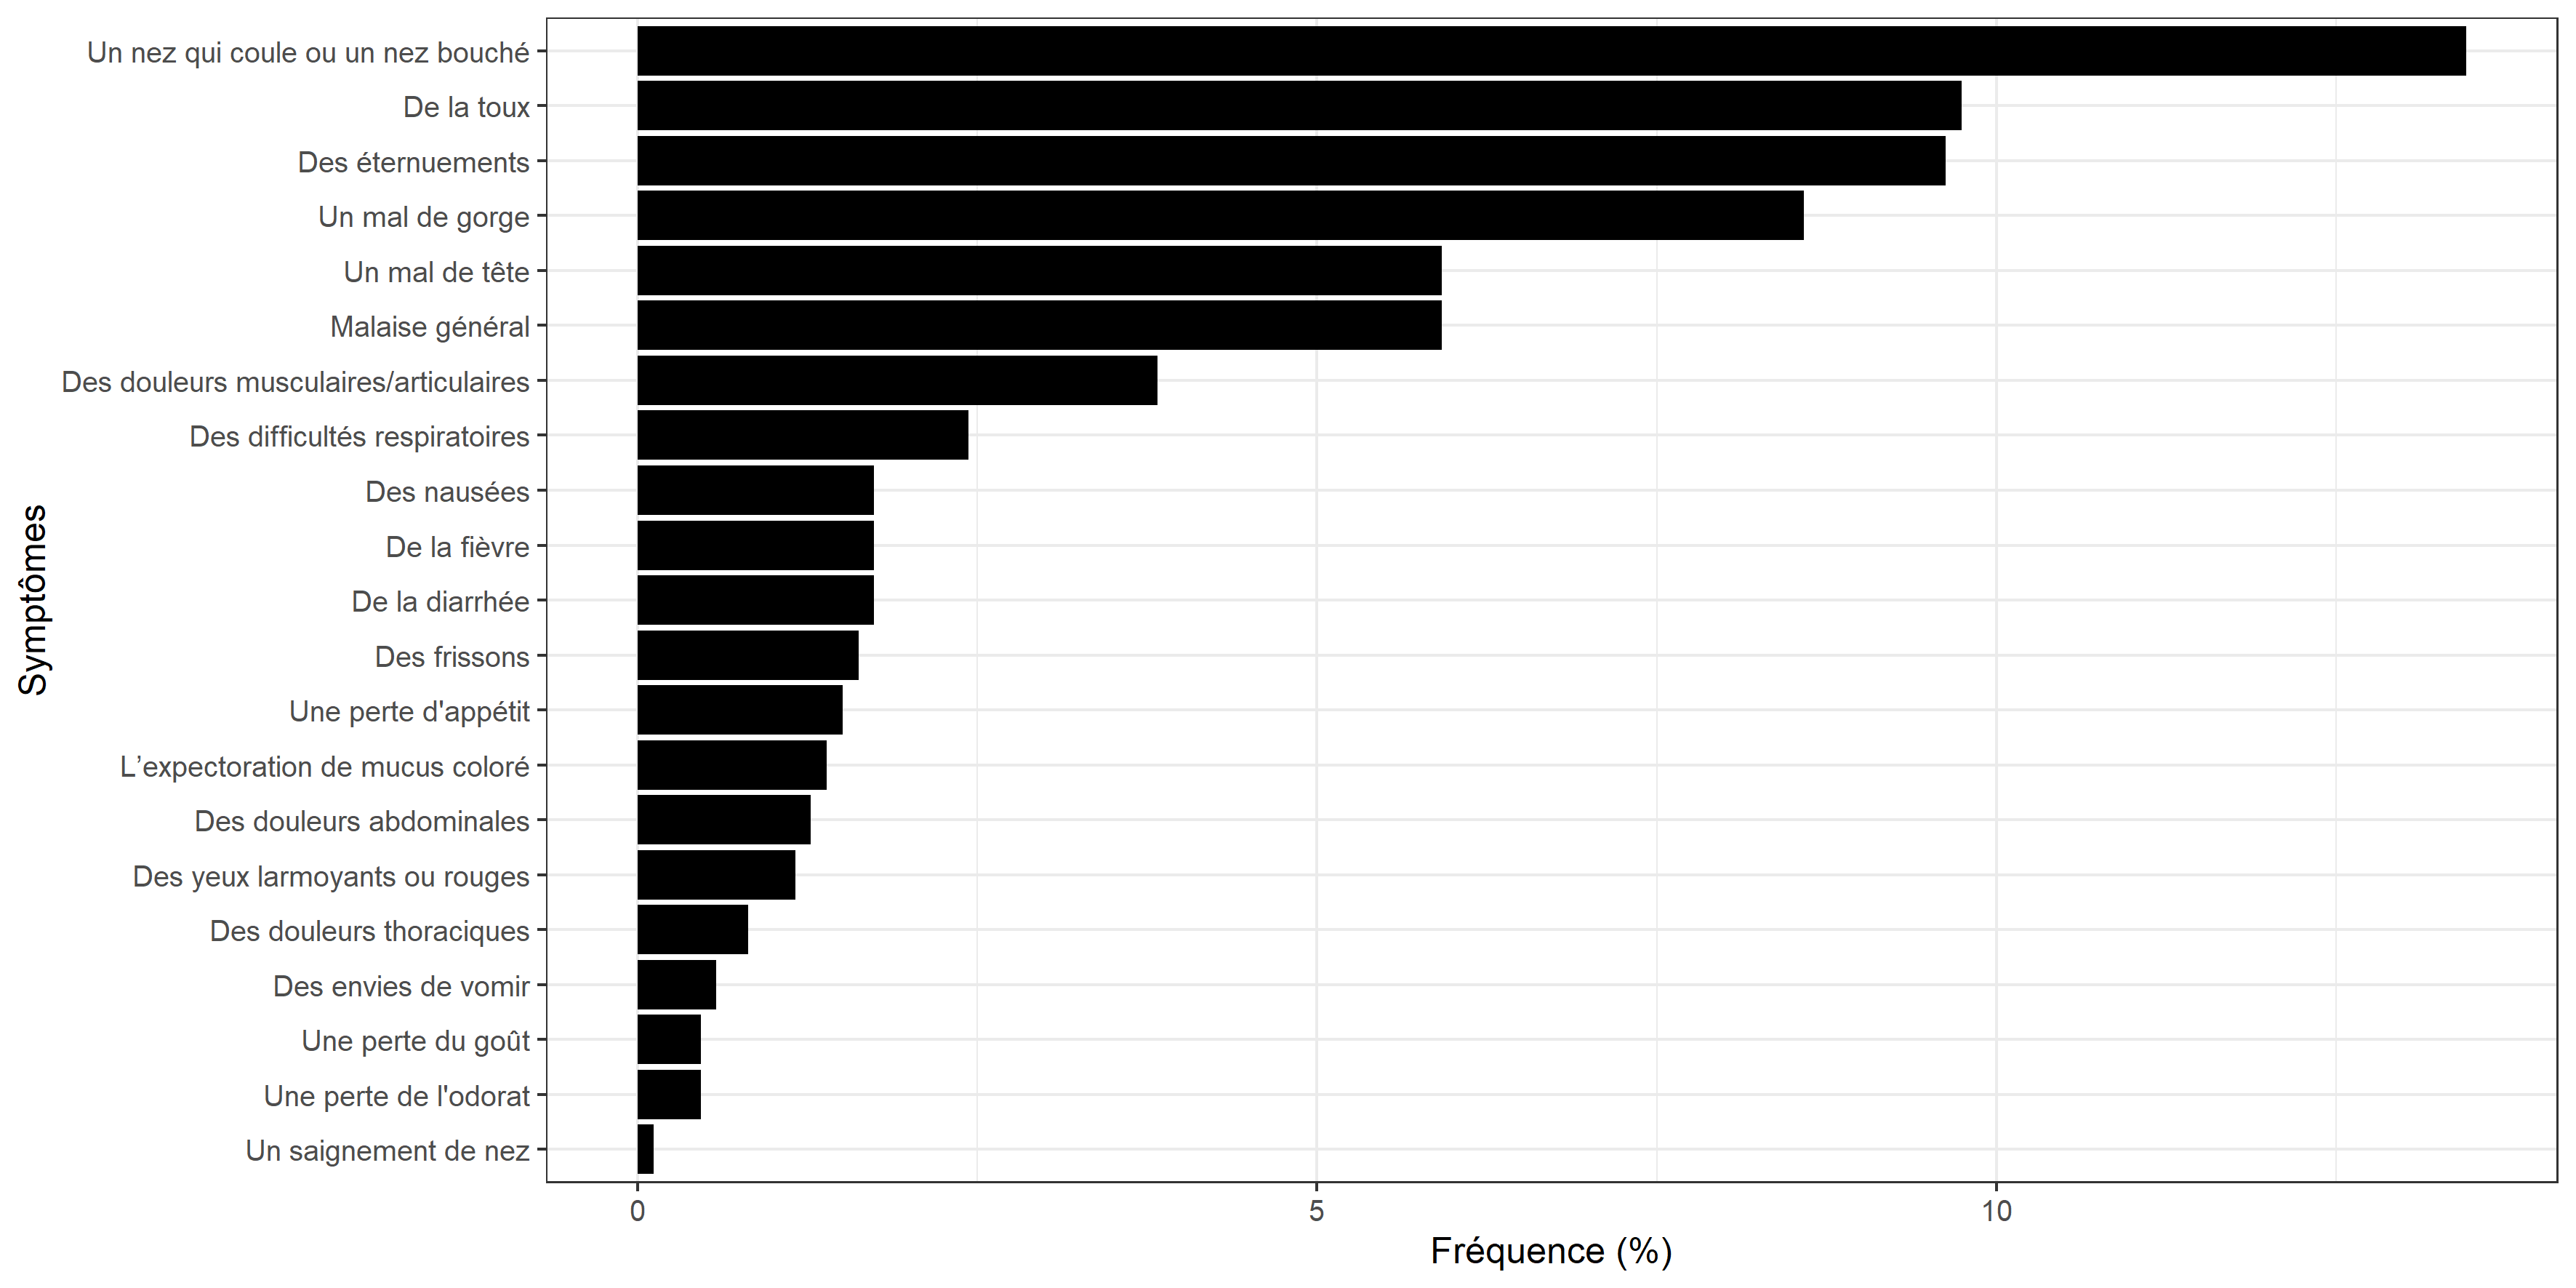 Un nez qui coule ou un nez bouché
De la toux
Des éternuements
Un mal de gorge
Un mal de tête
Malaise général
Des douleurs musculaires/articulaires
Des difficultés respiratoires
Des nausées
De la fièvre
De la diarrhée
Des frissons
Une perte d'appétit
L’expectoration de mucus coloré
Des douleurs abdominales
Des yeux larmoyants ou rouges
Des douleurs thoraciques
Des envies de vomir
Une perte du goût
Une perte de l'odorat
Un saignement de nez
Symptômes
0 5 10
Fréquence (%)